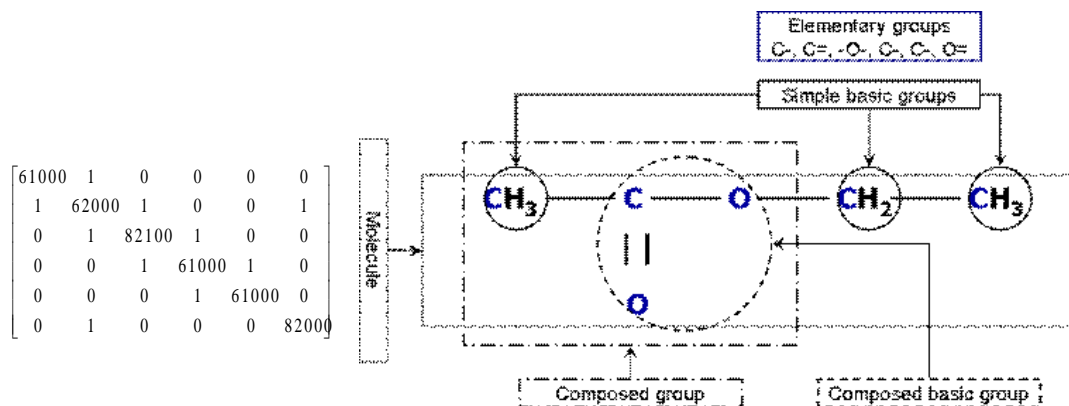 Elementary groups
C-, C=, -O-, C-, C-, O=
Simple basic groups
61000 1 0 0 0 0
1 62000 1 0 0 1
0 1 82100 1 0 0
0 0 1 61000 1 0
0 0 0 1 61000 0
0 1 0 0 0 82000
Molecule
CH3 C O CH2 CH3
O
Composed group
Composed basic group